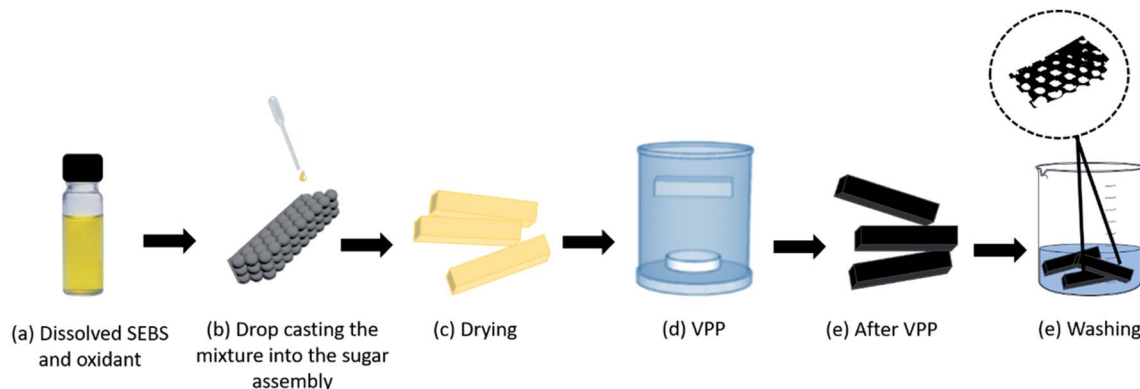 (a) Dissolved SEBS
and oxidant
(b) Drop casting the
mixture into the sugar
assembly
(c) Drying
(d) VPP
(e) After VPP
(e) Washing